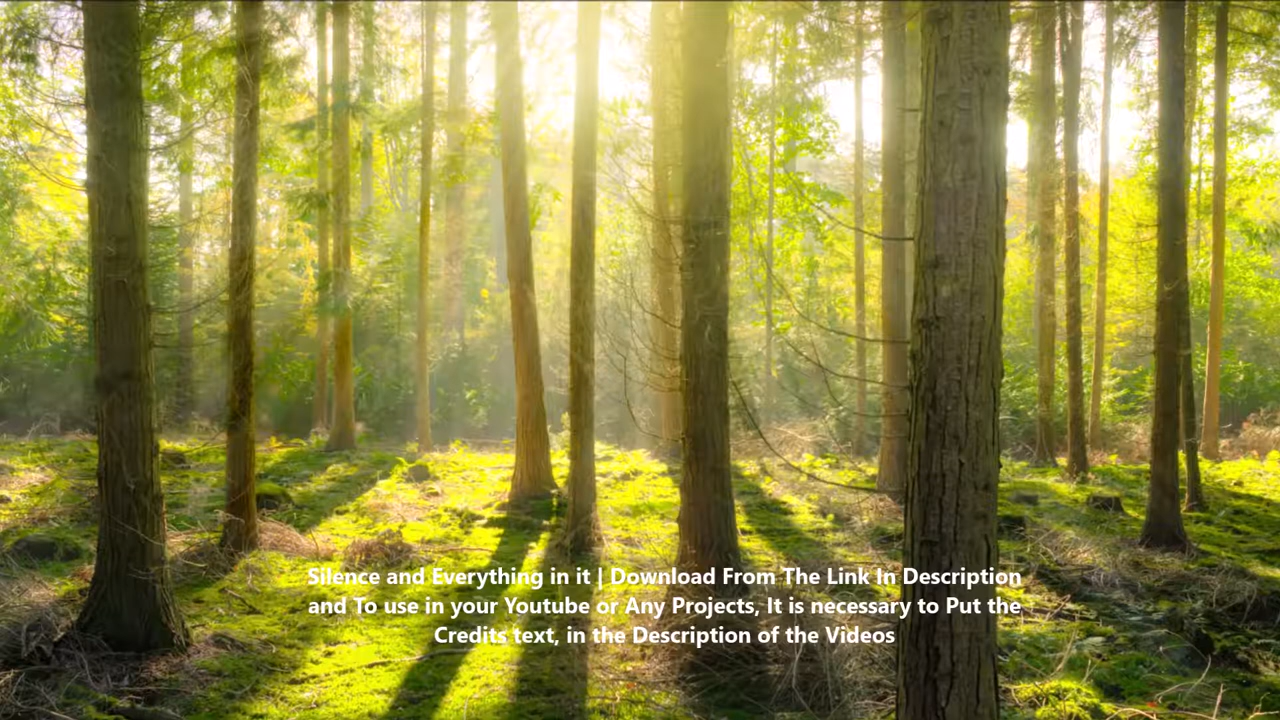 Silence and Everything in it | Download From The Link In Description
and To use in your Youtube or Any Projects, It is necessary to Put the
Credits text, in the Description of the Videos